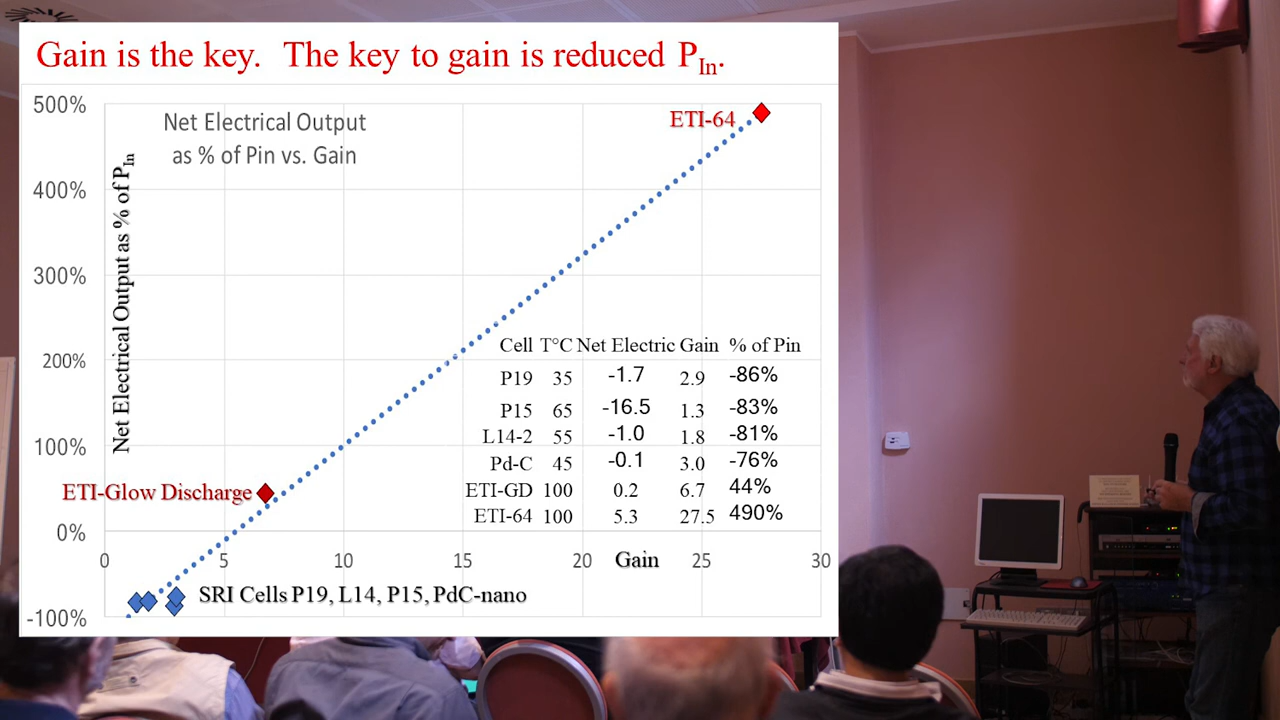 Gain is the key. The key to gain is reduced P_In.
500%
Net Electrical Output
as % of Pin vs. Gain
Net Electrical Output as % of P_In
ETI-64
400%
300%
200%
Cell T°C Net Electric Gain % of Pin
P19 35 -1.7 2.9 -86%
P15 65 -16.5 1.3 -83%
L14-2 55 -1.0 1.8 -81%
Pd-C 45 -0.1 3.0 -76%
ETI-GD 100 0.2 6.7 44%
ETI-64 100 5.3 27.5 490%
100%
ETI-Glow Discharge
0%
0 5 10 15 20 25 30
Gain
SRI Cells P19, L14, P15, PdC-nano
-100%